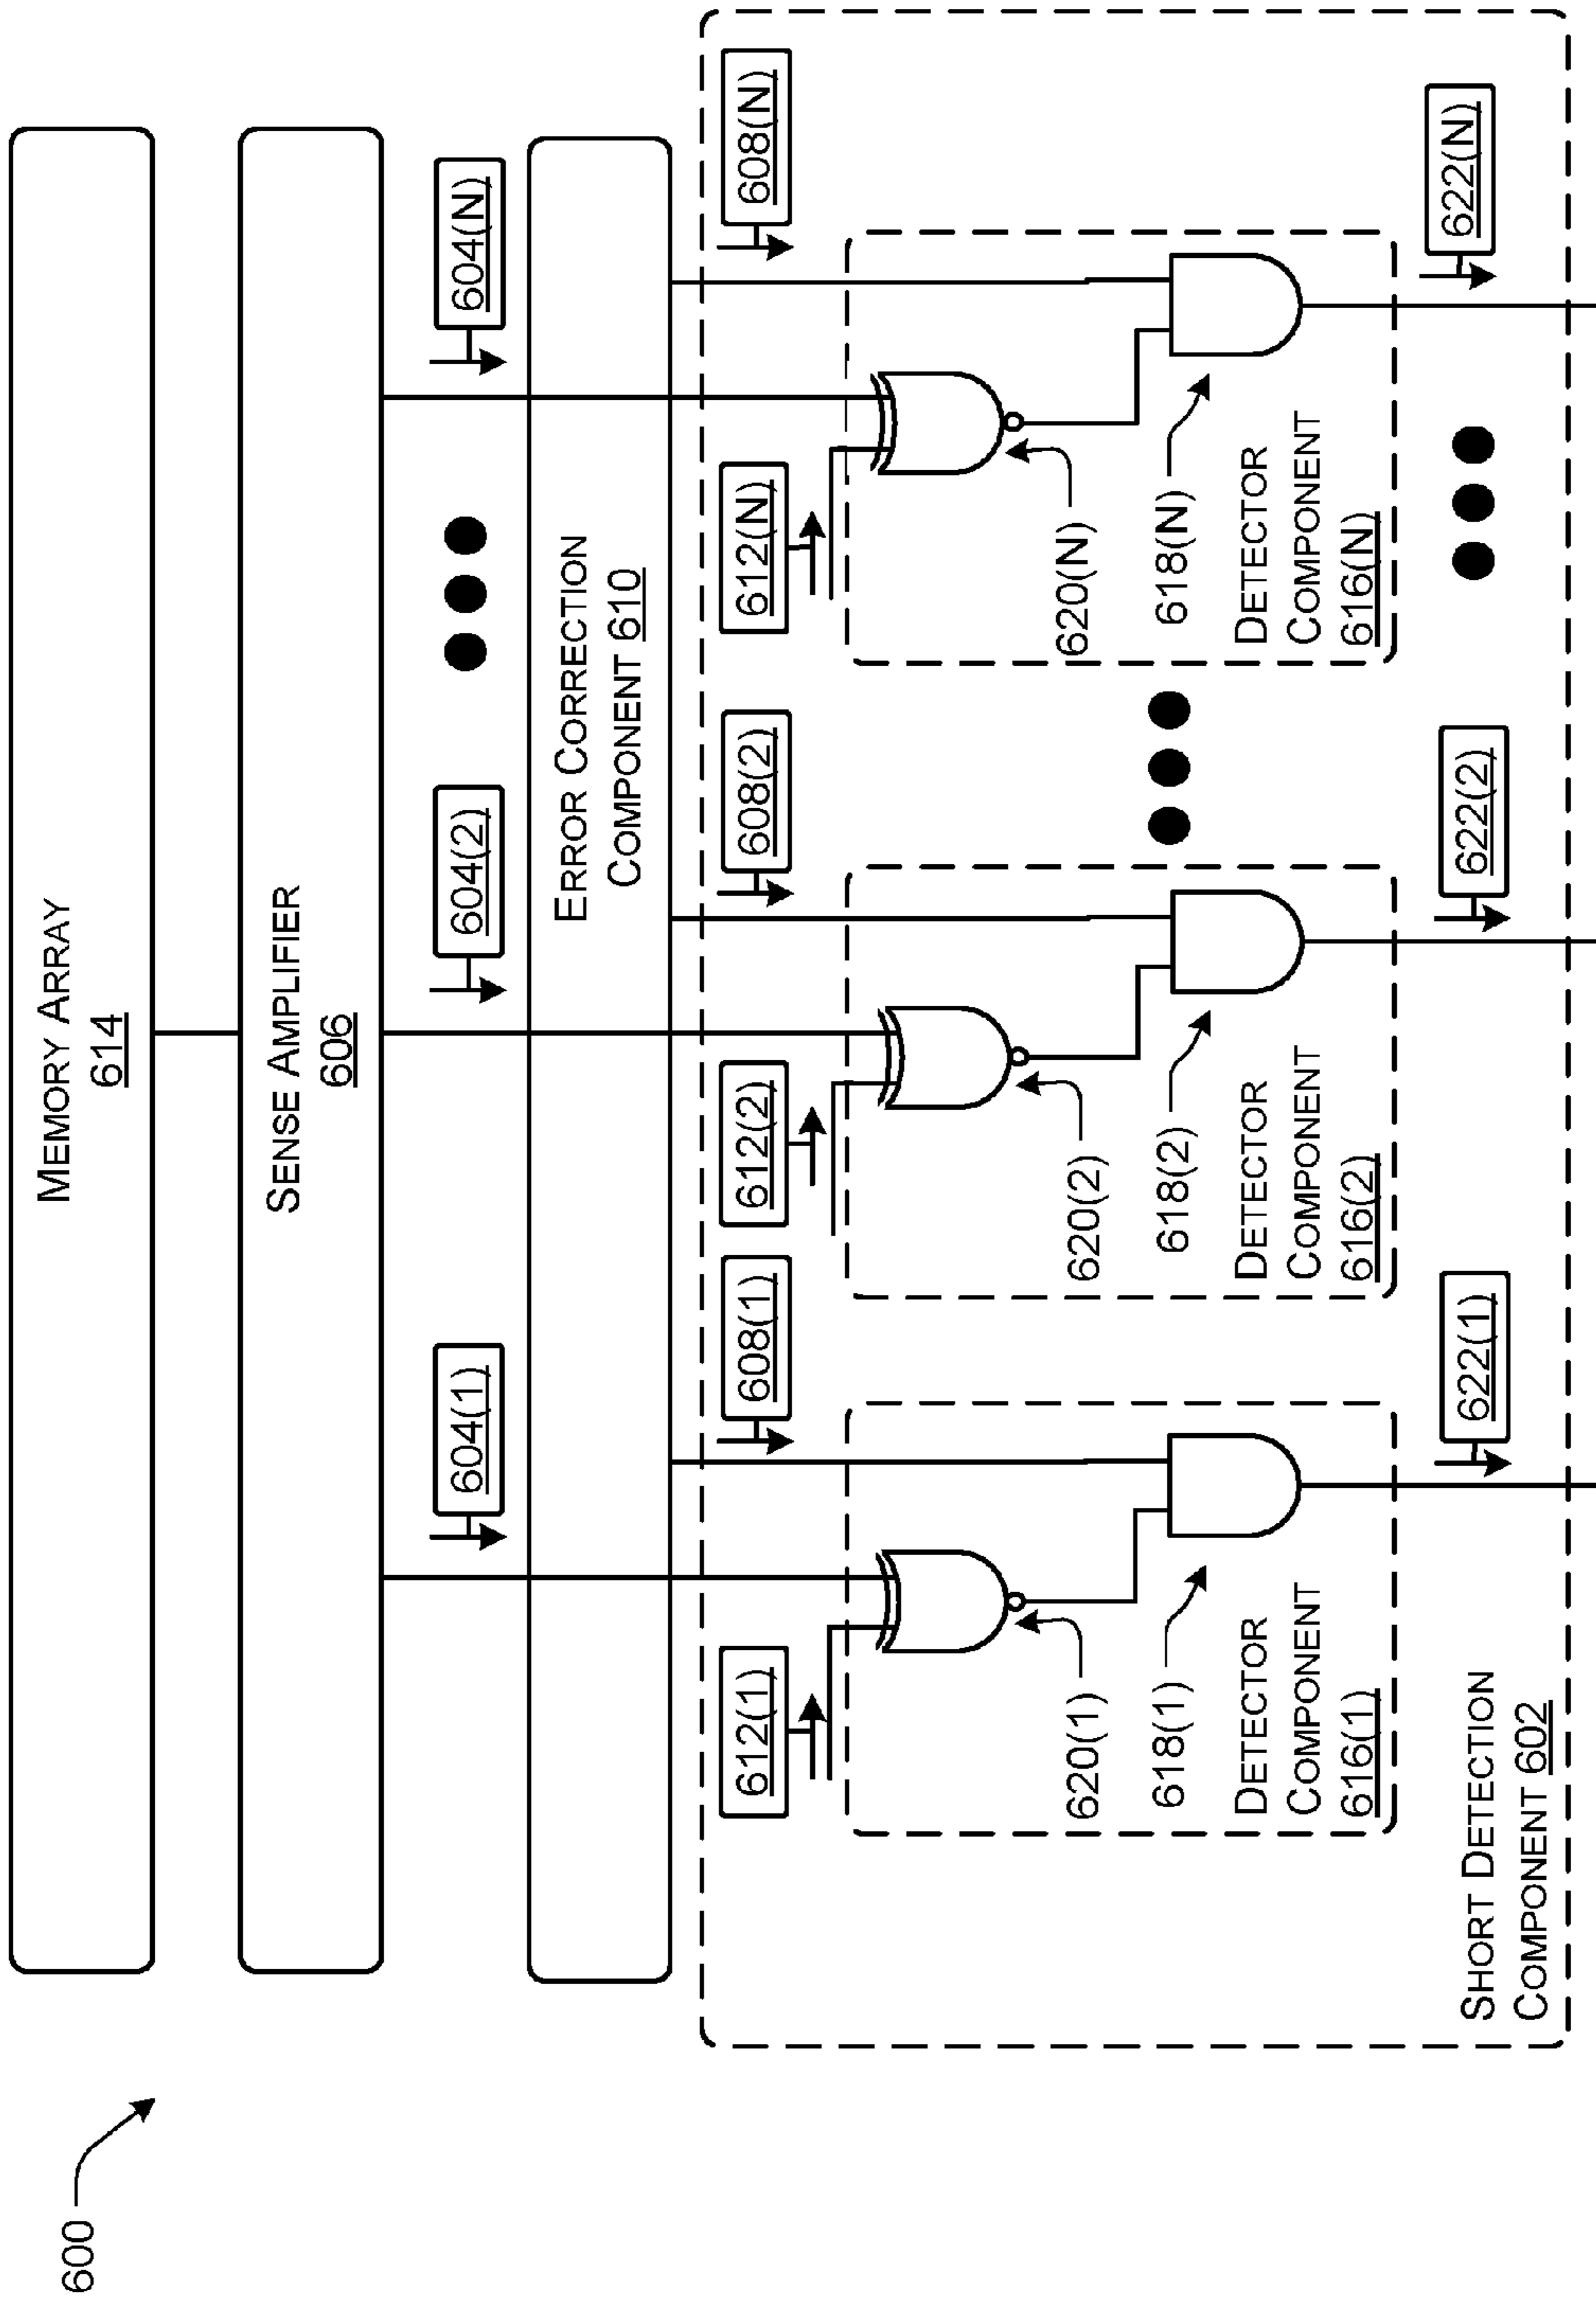 600
MEMORY ARRAY
614
SENSE AMPLIFIER
606
604(1)
604(2)
604(N)
ERROR CORRECTION
COMPONENT 610
612(1)
608(1)
612(2)
608(2)
612(N)
608(N)
620(1)
618(1)
DETECTOR
COMPONENT
616(1)
620(2)
618(2)
DETECTOR
COMPONENT
616(2)
620(N)
618(N)
DETECTOR
COMPONENT
616(N)
SHORT DETECTION
COMPONENT 602
622(1)
622(2)
622(N)